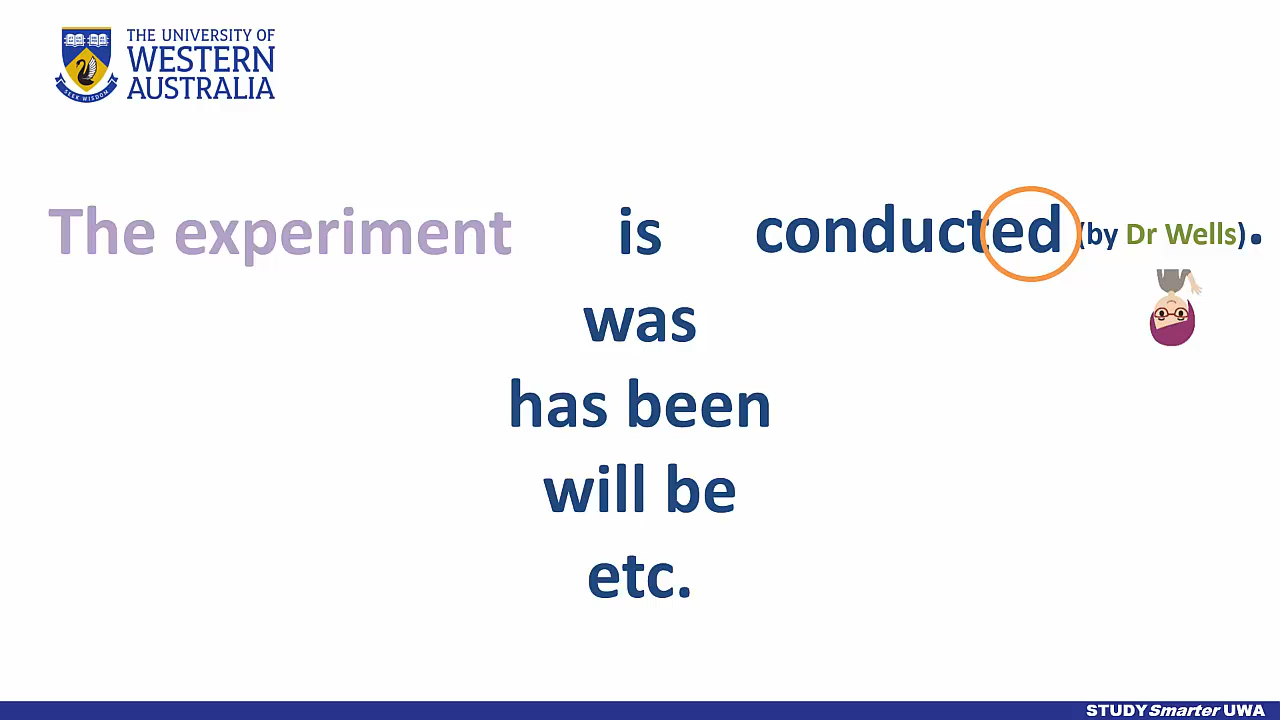 THE UNIVERSITY OF
WESTERN
AUSTRALIA
SEEK WISDOM
The experiment is conducted (by Dr Wells).
was
has been
will be
etc.
STUDY Smarter UWA